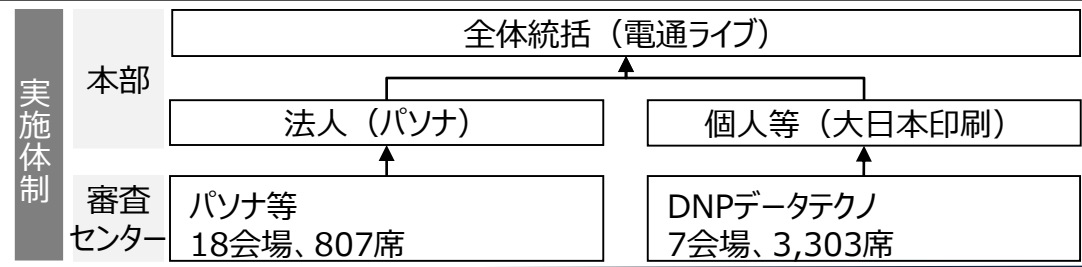 実施体制
本部
全体統括（電通ライブ）
法人（パソナ）
個人等（大日本印刷）
審査
センター
パソナ等
18会場、807席
DNPデータテクノ
7会場、3,303席